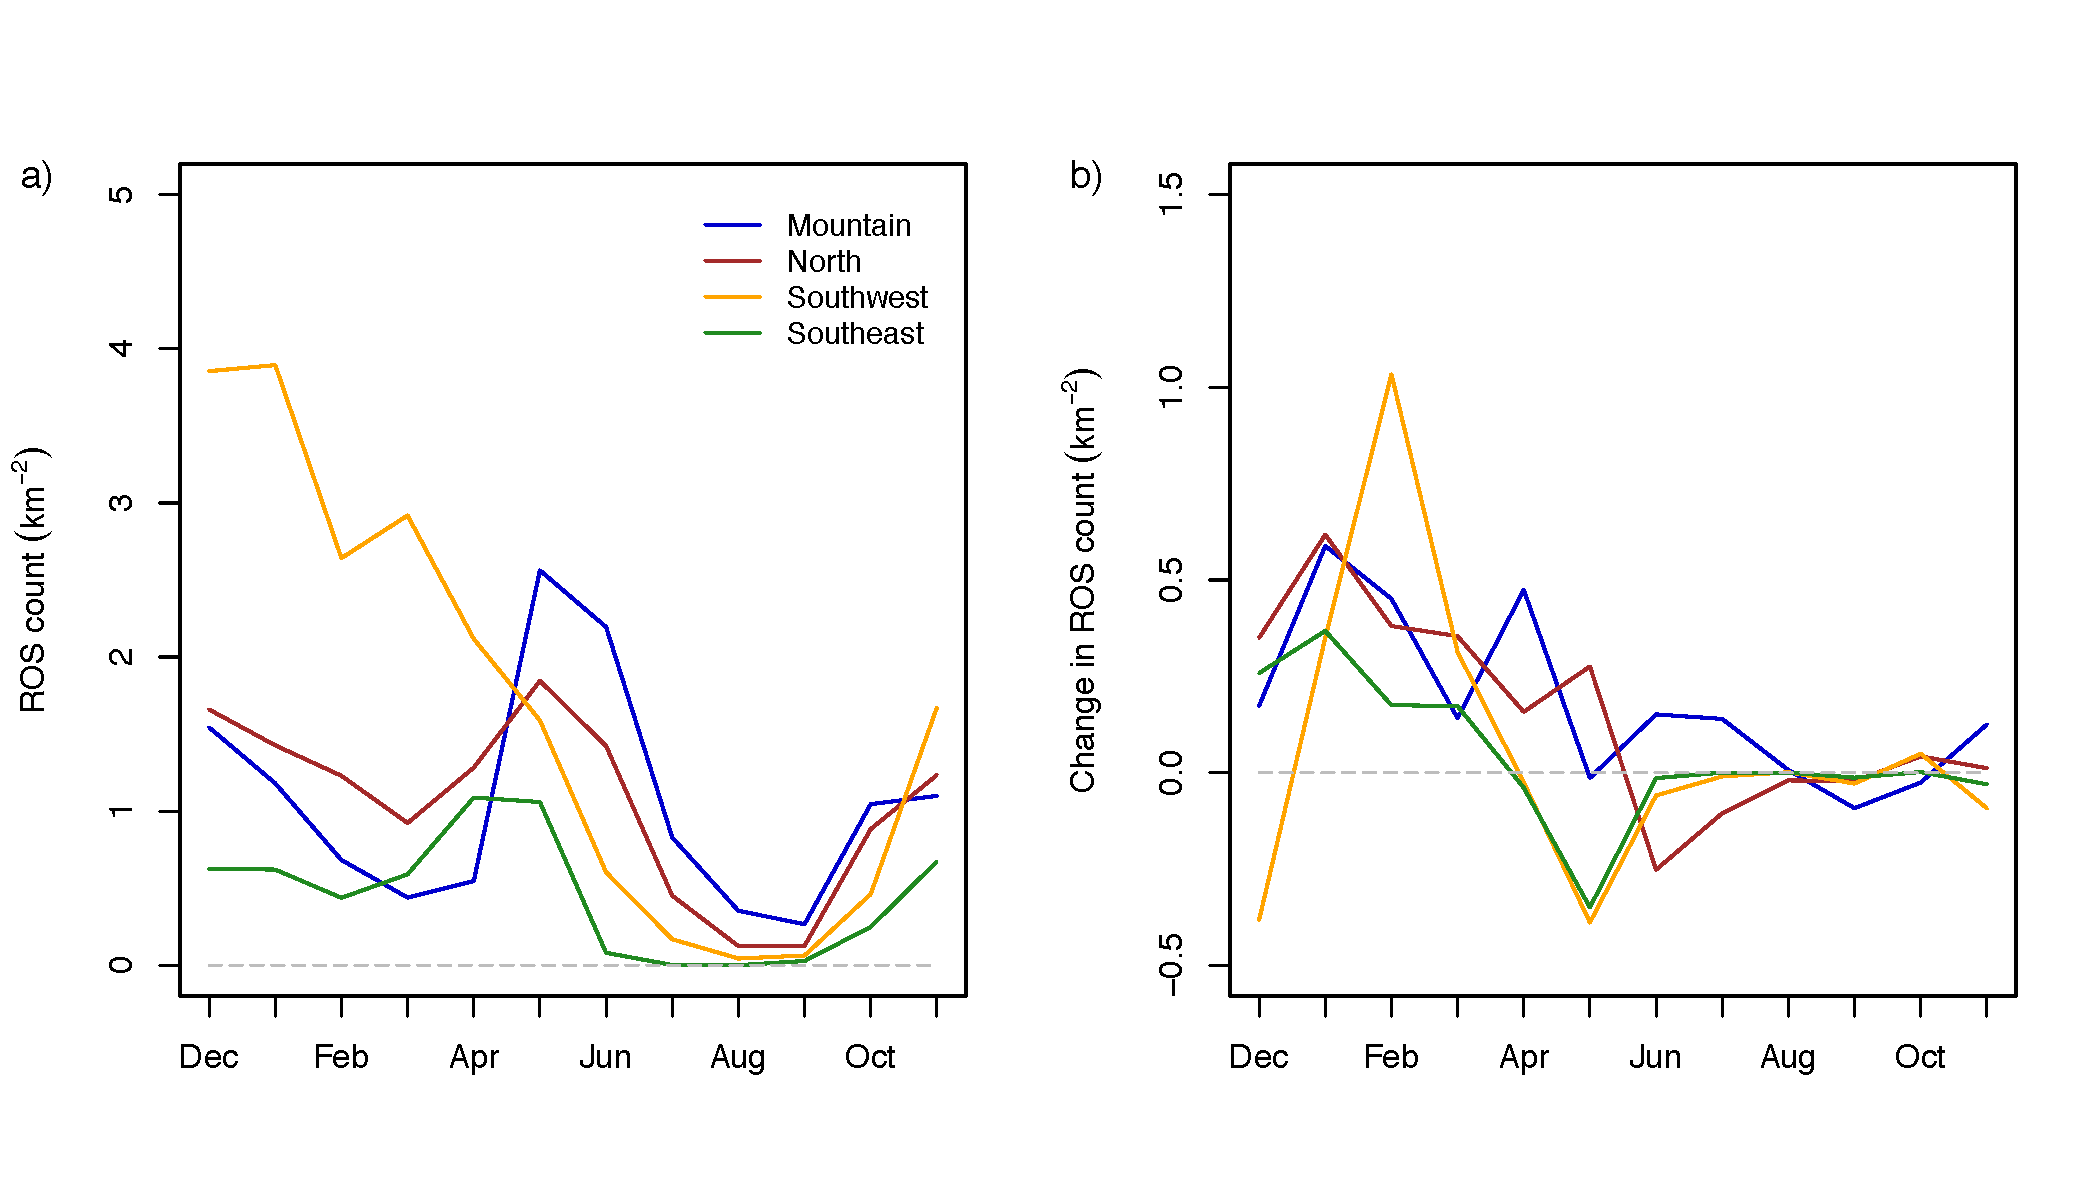 a)
ROS count (km−2)
5
4
3
2
1
0
Mountain
North
Southwest
Southeast
Dec Feb Apr Jun Aug Oct
b)
Change in ROS count (km−2)
1.5
1.0
0.5
0.0
−0.5
Dec Feb Apr Jun Aug Oct